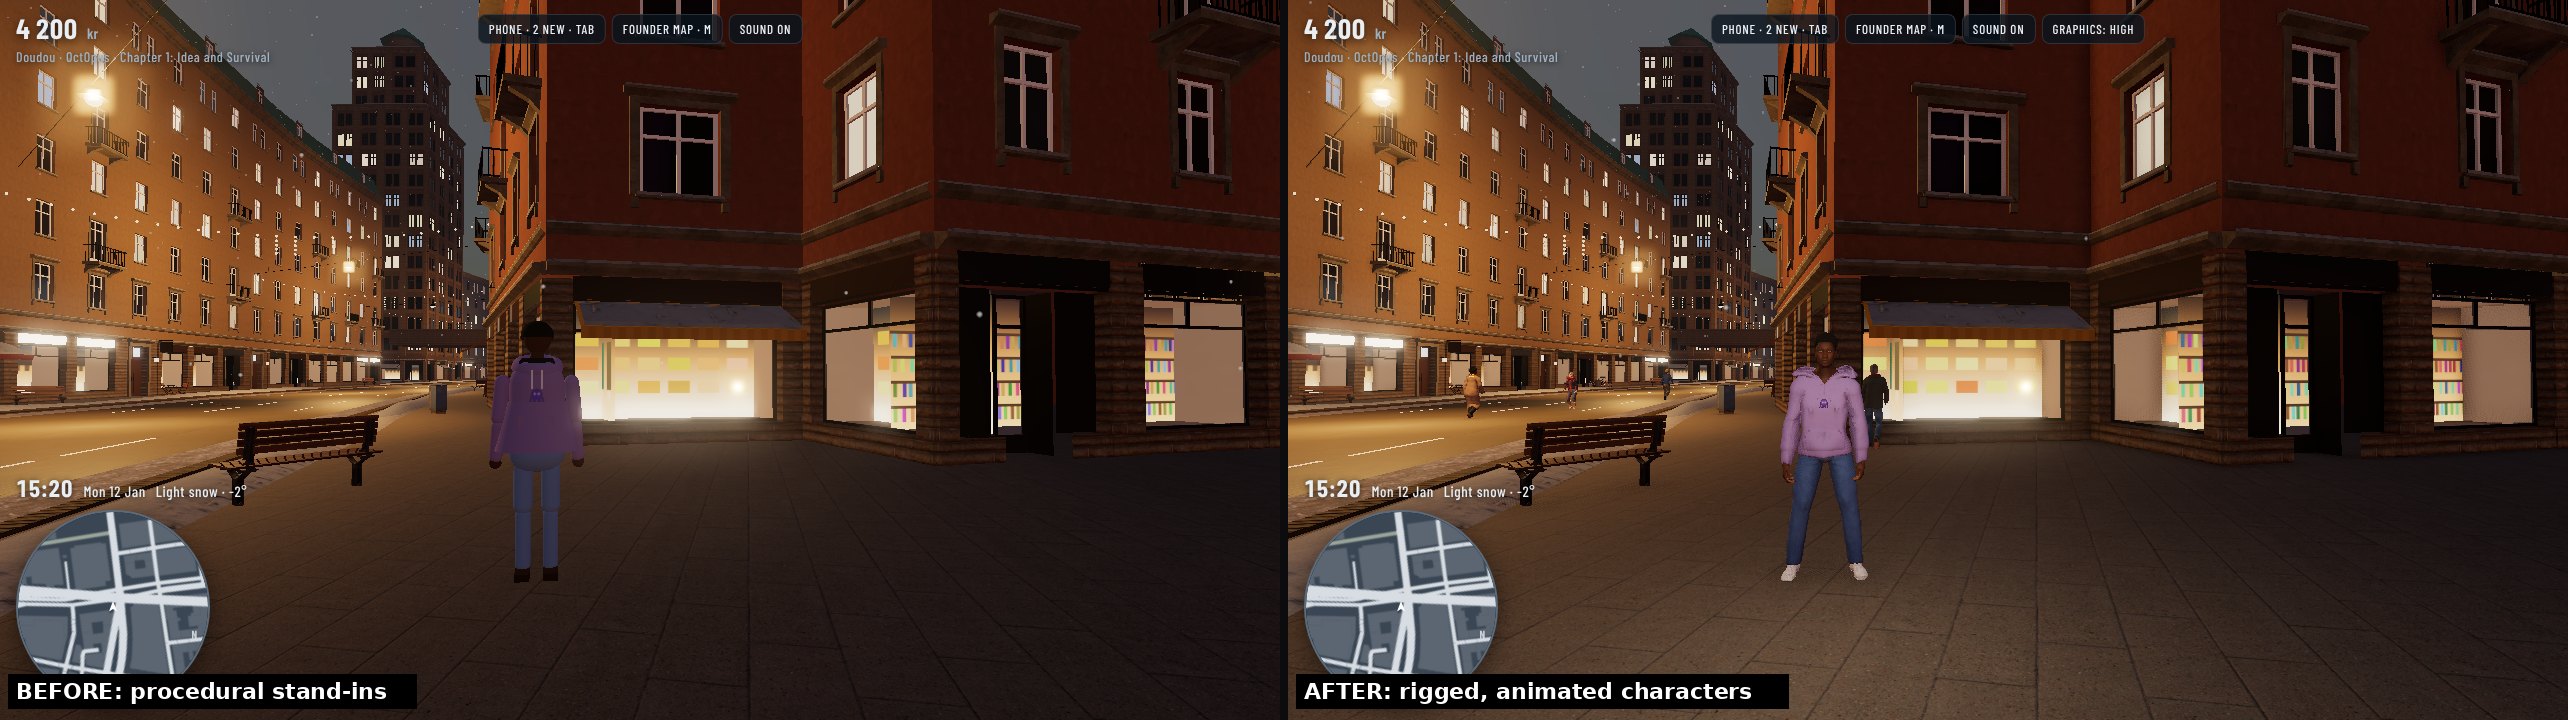 4 200 kr
PHONE · 2 NEW · TAB
FOUNDER MAP · M
SOUND ON
Doudou · OctOpus · Chapter 1: Idea and Survival
15:20 Mon 12 Jan Light snow · -2°
N
BEFORE: procedural stand-ins
4 200 kr
PHONE · 2 NEW · TAB
FOUNDER MAP · M
SOUND ON
GRAPHICS: HIGH
Doudou · OctOpus · Chapter 1: Idea and Survival
15:20 Mon 12 Jan Light snow · -2°
N
AFTER: rigged, animated characters